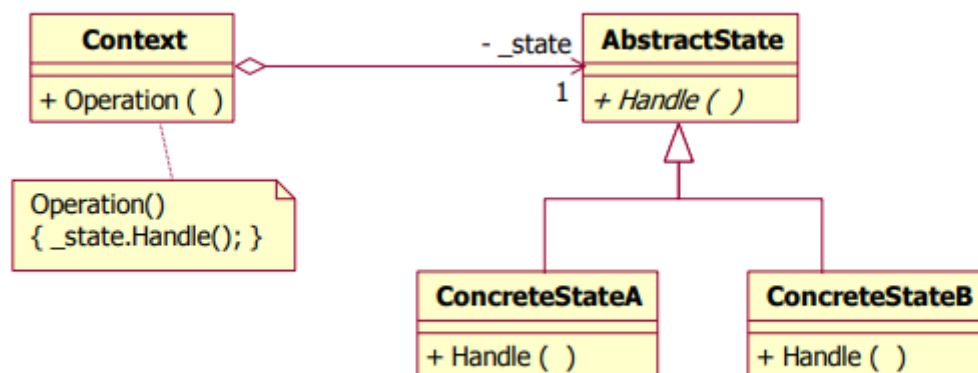 Context
- _state
AbstractState
+ Operation ( )
1
+ Handle ( )
Operation()
{ _state.Handle(); }
ConcreteStateA
ConcreteStateB
+ Handle ( )
+ Handle ( )